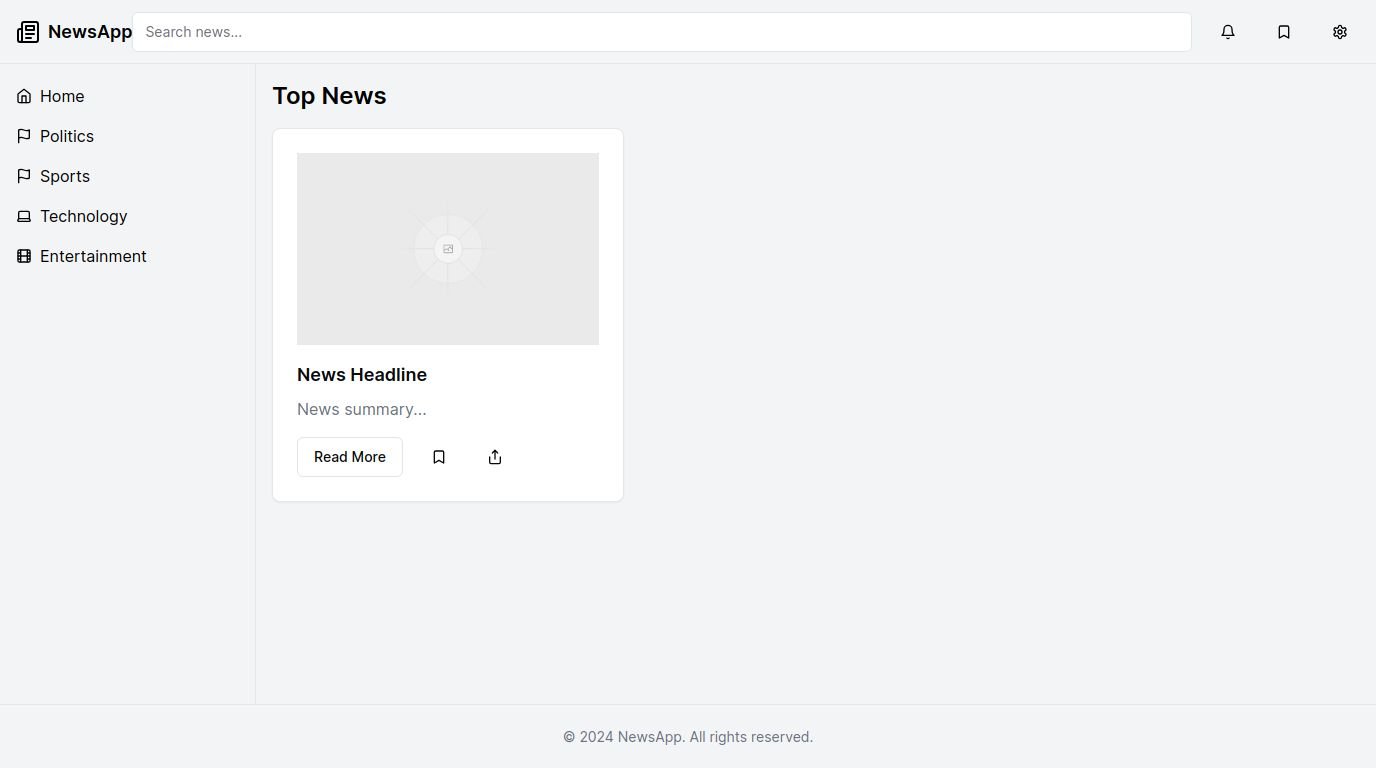 NewsApp
Search news...
Home
Politics
Sports
Technology
Entertainment
Top News
News Headline
News summary...
Read More
© 2024 NewsApp. All rights reserved.